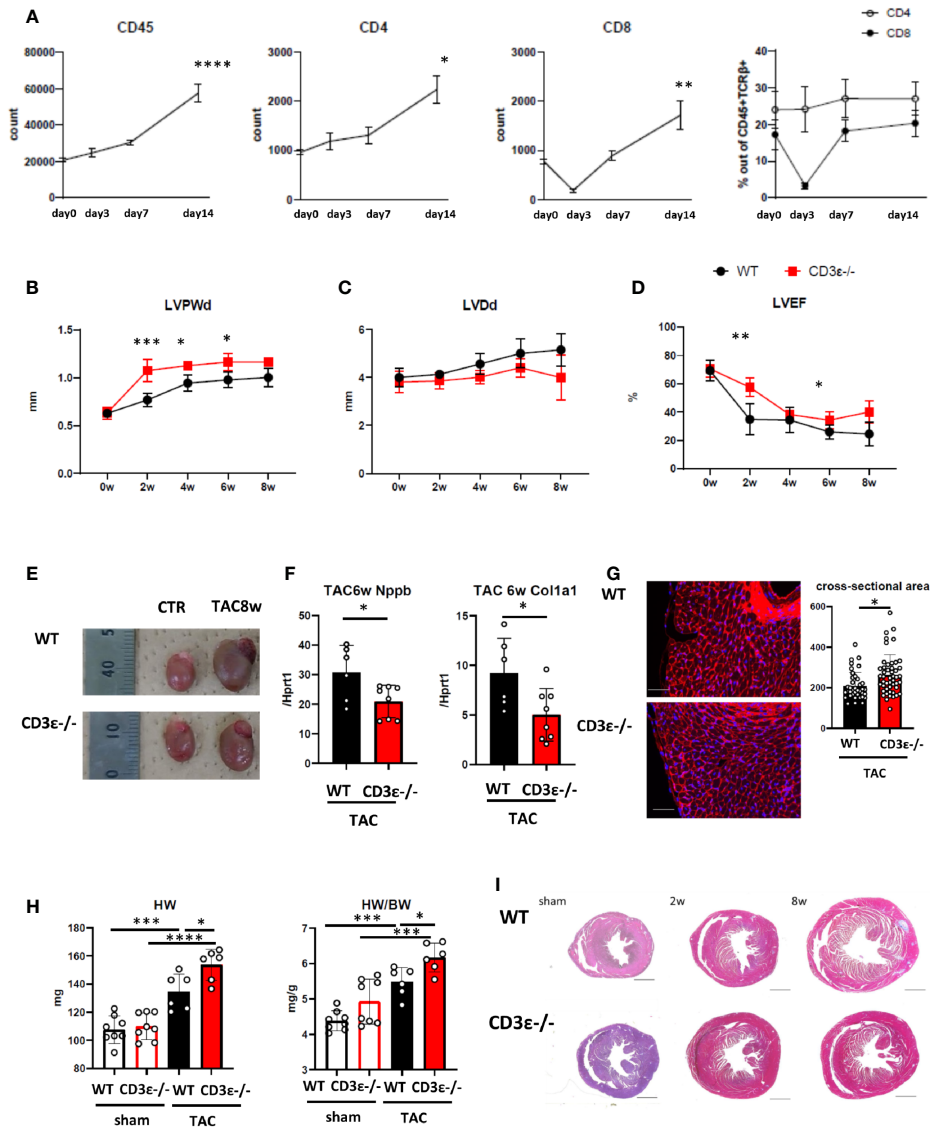 A
CD45
count
80000
60000
40000
20000
0
day0 day3 day7 day14
****
CD4
count
3000
2000
1000
0
day0 day3 day7 day14
*
CD8
count
3000
2000
1000
0
day0 day3 day7 day14
**
CD4
CD8
% out of CD45+TCRβ+
40
30
20
10
0
day0 day3 day7 day14
WT CD3ε-/-
B
LVPWd
mm
1.5
1.0
0.5
0.0
0w 2w 4w 6w 8w
*** * *
C
LVDd
mm
6
4
2
0
0w 2w 4w 6w 8w
D
LVEF
%
100
80
60
40
20
0
0w 2w 4w 6w 8w
**
*
E
CTR TAC8w
WT
CD3ε-/-
5
40
10
0
F
TAC6w Nppb
/Hprt1
50
40
30
20
10
0
*
WT CD3ε-/-
TAC
TAC 6w Col1a1
/Hprt1
15
10
5
0
*
WT CD3ε-/-
TAC
G
WT
CD3ε-/-
cross-sectional area
600
400
200
0
*
WT CD3ε-/-
TAC
H
HW
mg
180
160
140
120
100
80
*** *
****
WT CD3ε-/- WT CD3ε-/-
sham TAC
HW/BW
mg/g
7
6
5
4
3
*** *
***
WT CD3ε-/- WT CD3ε-/-
sham TAC
I
sham 2w 8w
WT
CD3ε-/-